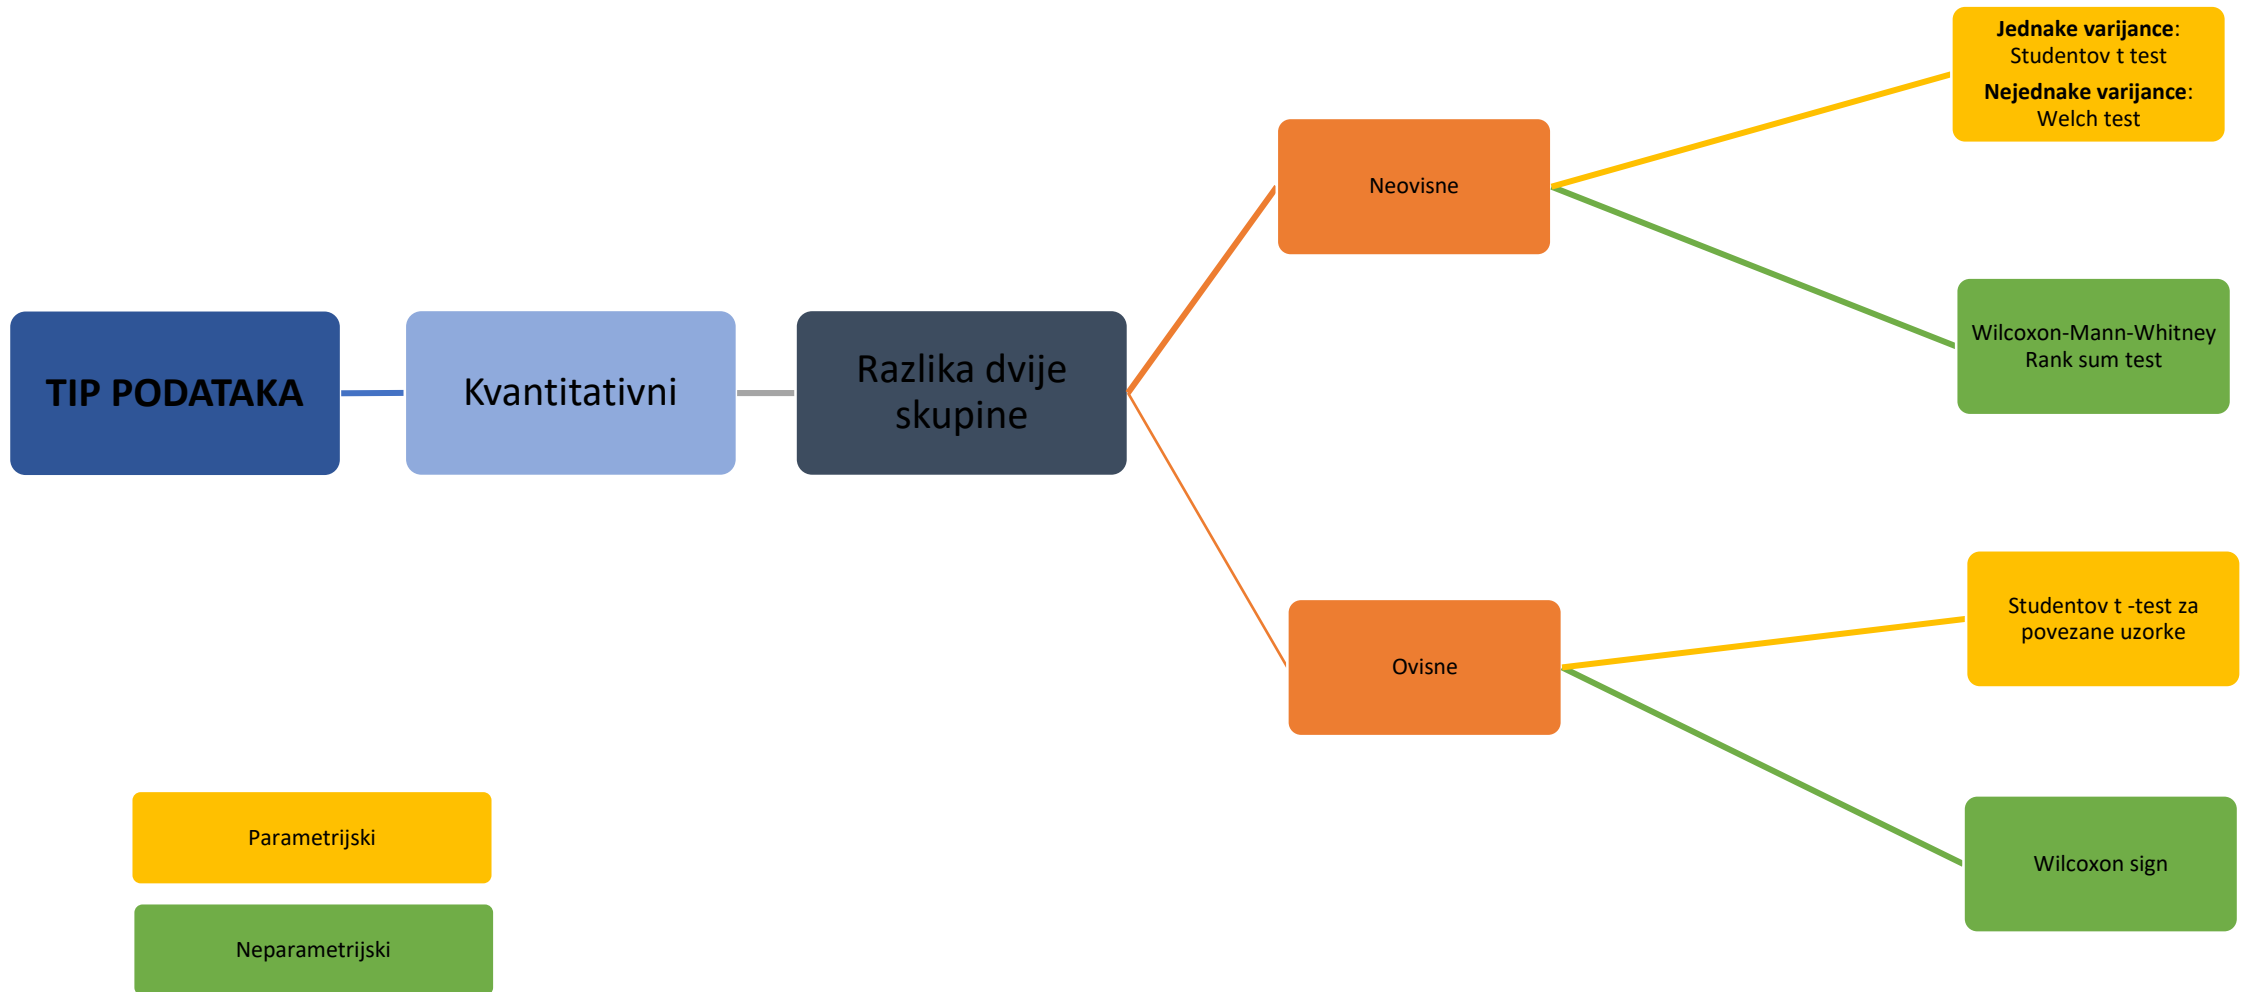 TIP PODATAKA
Kvantitativni
Razlika dvije
skupine
Neovisne
Ovisne
Jednake varijance:
Studentov t test
Nejednake varijance:
Welch test
Wilcoxon-Mann-Whitney
Rank sum test
Studentov t -test za
povezane uzorke
Wilcoxon sign
Parametrijski
Neparametrijski